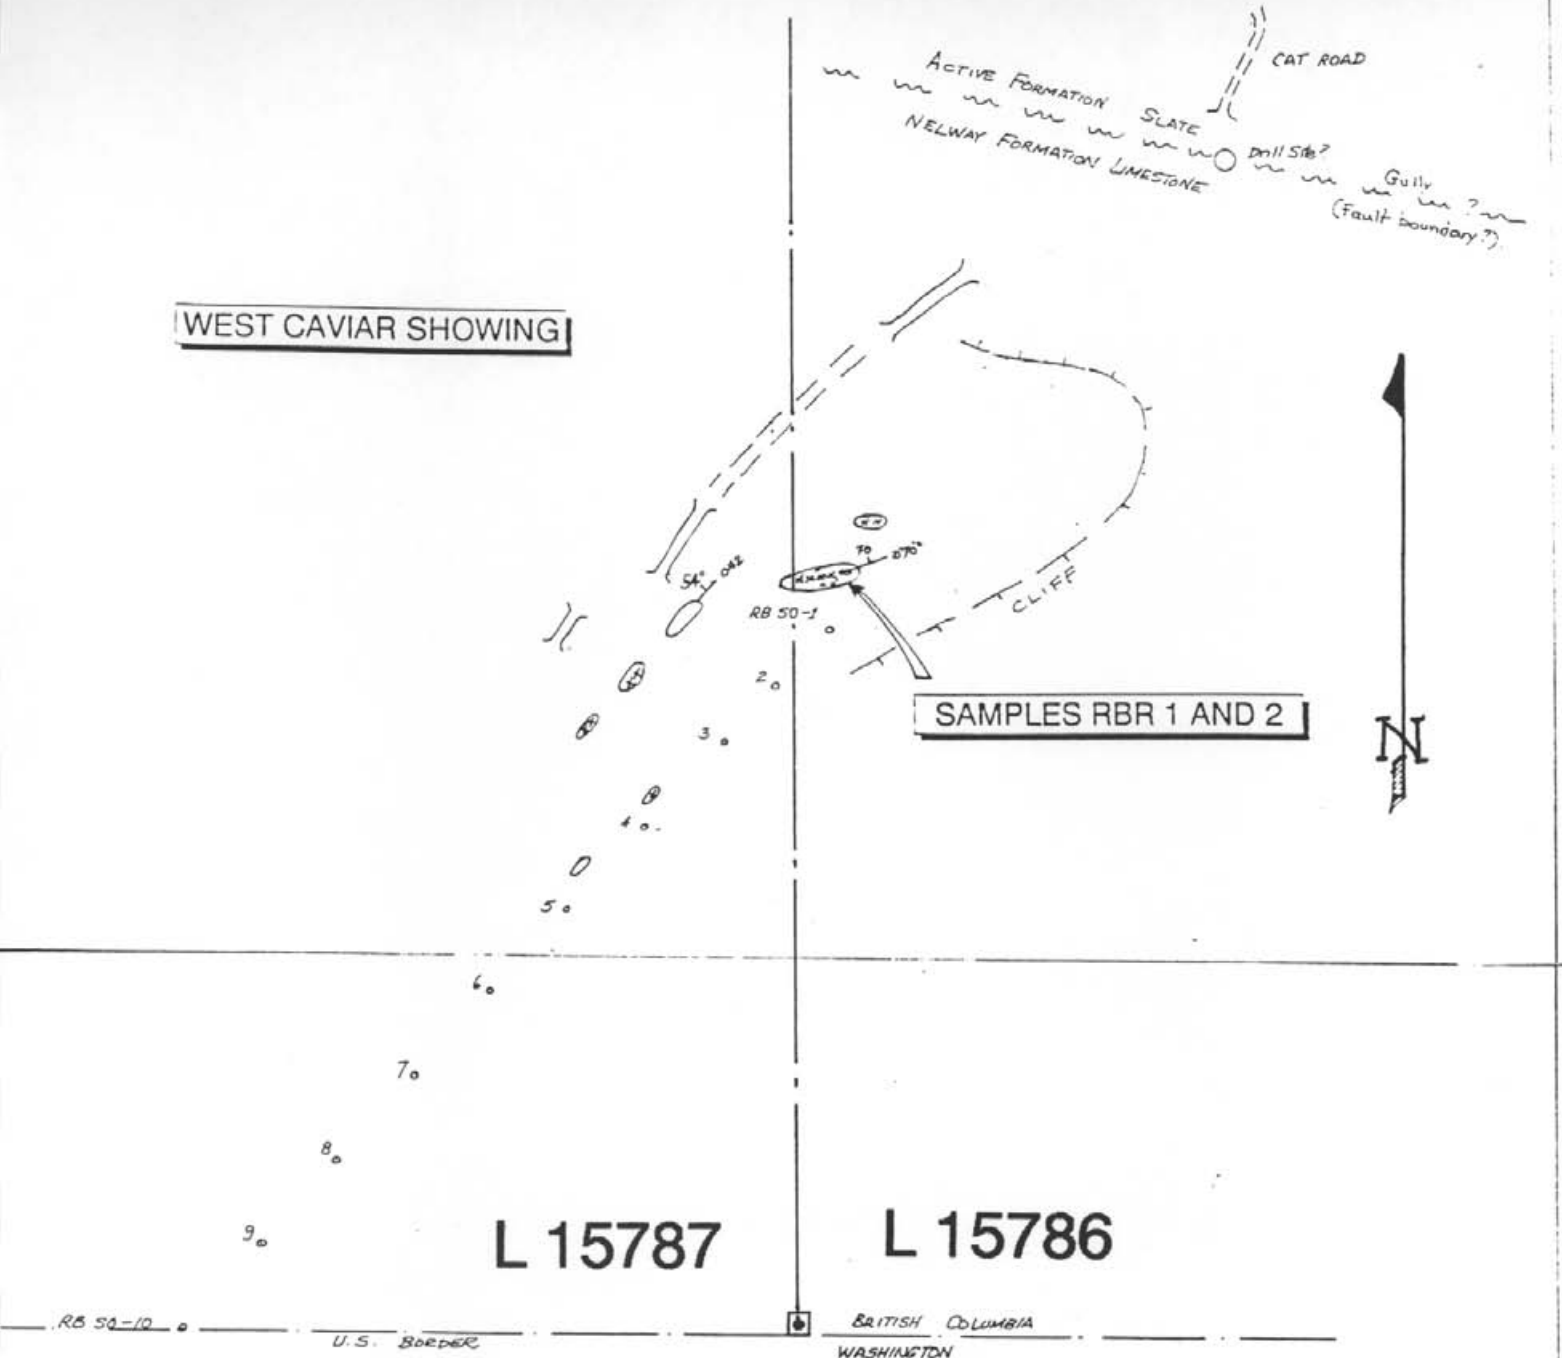 CAT ROAD
ACTIVE FORMATION SLATE
NELWAY FORMATION LIMESTONE
Drill Site?
Gully ?
(Fault boundary?)
WEST CAVIAR SHOWING
54° 042
70 070°
RB 50-1
CLIFF
2
3
SAMPLES RBR 1 AND 2
N
4
5
6
7
8
9
L 15787
L 15786
RB 50-10
U.S. BORDER
BRITISH COLUMBIA
WASHINGTON